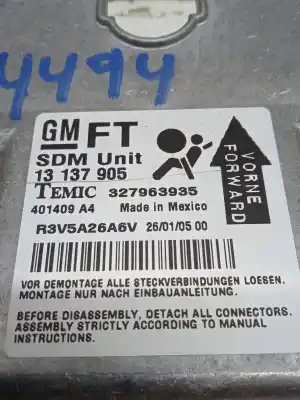 4494
GM FT
SDM Unit
13 137 905
TEMIC 327963935
401409 A4 Made in Mexico
R3V5A26A6V 26/01/05 00
VORNE
FORWARD
VOR DEMONTAGE ALLE STECKVERBINDUNGEN LOESEN.
MONTAGE NUR NACH EINBAUANLEITUNG.
BEFORE DISASSEMBLY, DETACH ALL CONNECTORS.
ASSEMBLY STRICTLY ACCORDING TO MANUAL
INSTRUCTIONS.